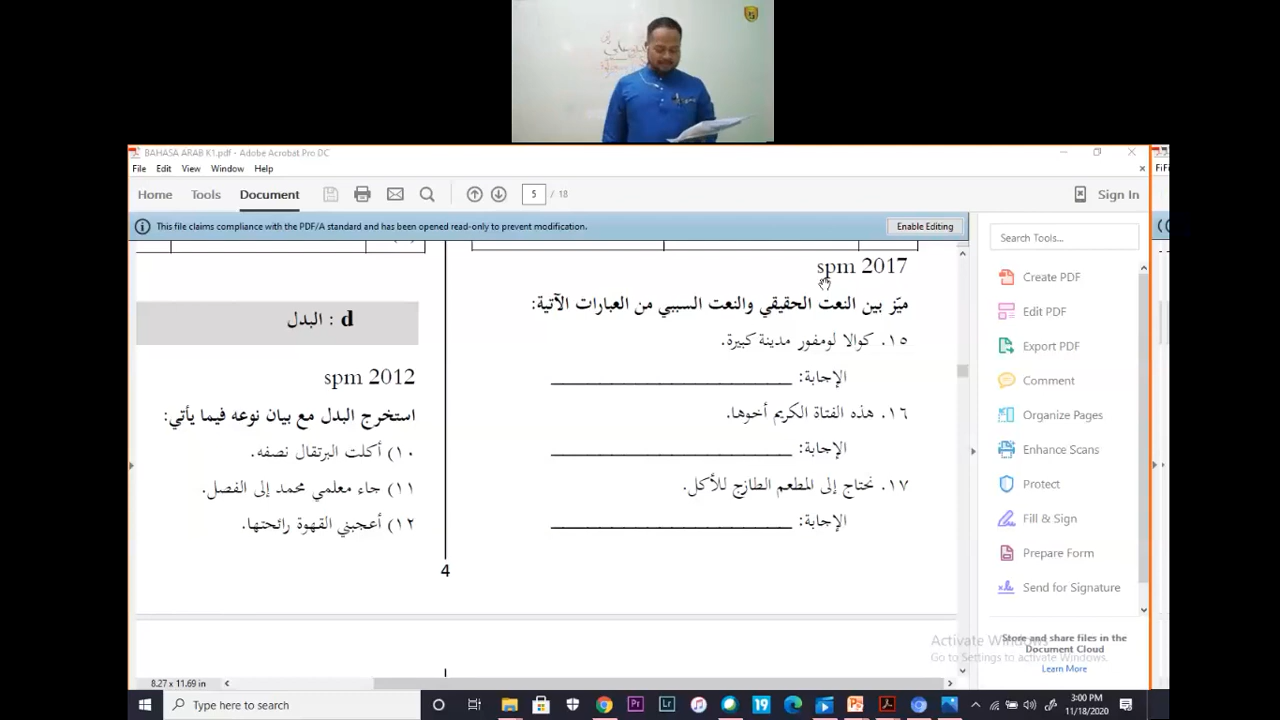 BAHASA ARAB K1.pdf - Adobe Acrobat Pro DC
File Edit View Window Help
Home Tools Document 5 / 18 Sign In
This file claims compliance with the PDF/A standard and has been opened read-only to prevent modification. Enable Editing
spm 2017
ميّز بين النعت الحقيقي والنعت السببي من العبارات الآتية:
١٥. كوالا لومفور مدينة كبيرة.
الإجابة: ____________________
١٦. هذه الفتاة الكريم أخوها.
الإجابة: ____________________
١٧. نحتاج إلى المطعم الطازج للأكل.
الإجابة: ____________________
d : البدل
spm 2012
استخرج البدل مع بيان نوعه فيما يأتي:
١٠) أكلت البرتقال نصفه.
١١) جاء معلمي محمد إلى الفصل.
١٢) أعجبني القهوة رائحتها.
4
Search Tools...
Create PDF
Edit PDF
Export PDF
Comment
Organize Pages
Enhance Scans
Protect
Fill & Sign
Prepare Form
Send for Signature
Store and share files in the
Document Cloud
Learn More
Activate Windows
Go to Settings to activate Windows.
8.27 x 11.69 in
Type here to search
19
3:00 PM
11/18/2020